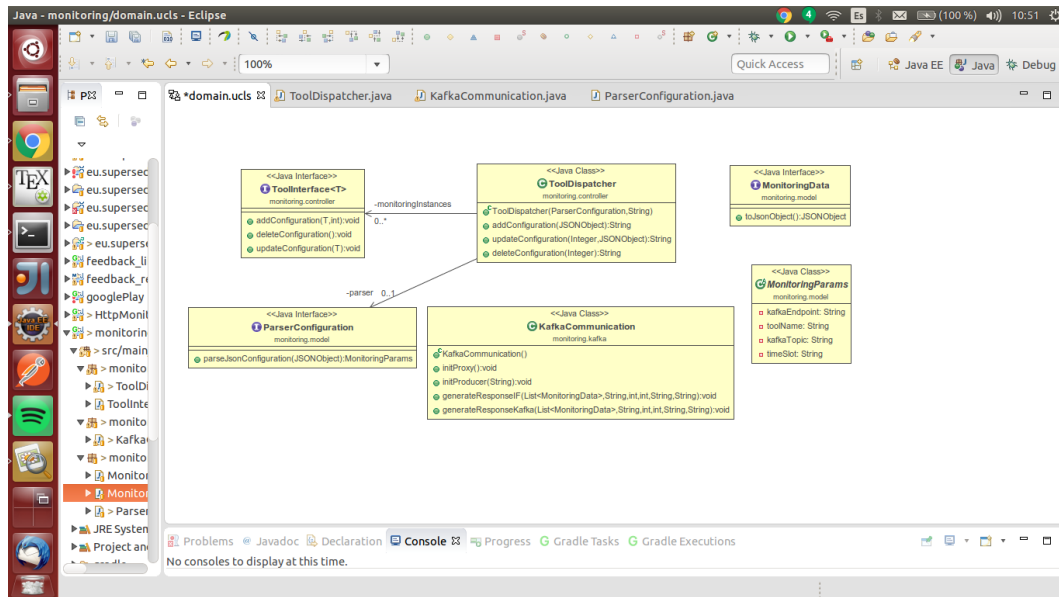 Java - monitoring/domain.ucls - Eclipse
4 Es (100 %) 10:51
100% Quick Access Java EE Java Debug
P *domain.ucls ToolDispatcher.java KafkaCommunication.java ParserConfiguration.java
eu.supersec
eu.supersec
eu.supersec
eu.supersec
> eu.superse
feedback_li
feedback_re
googlePlay
> HttpMonit
> monitorin
> src/main
> monito
> ToolDi
ToolInte
> monito
> Kafka
> monito
Monitor
Monitor
> Parser
JRE System
Project and
<<Java Interface>>
ToolInterface<T>
monitoring.controller
addConfiguration(T,int):void
deleteConfiguration():void
updateConfiguration(T):void
-monitoringInstances
0..*
<<Java Class>>
ToolDispatcher
monitoring.controller
ToolDispatcher(ParserConfiguration,String)
addConfiguration(JSONObject):String
updateConfiguration(Integer,JSONObject):String
deleteConfiguration(Integer):String
<<Java Interface>>
MonitoringData
monitoring.model
toJsonObject():JSONObject
-parser 0..1
<<Java Interface>>
ParserConfiguration
monitoring.model
parseJsonConfiguration(JSONObject):MonitoringParams
<<Java Class>>
KafkaCommunication
monitoring.kafka
KafkaCommunication()
initProxy():void
initProducer(String):void
generateResponseIF(List<MonitoringData>,String,int,int,String,String):void
generateResponseKafka(List<MonitoringData>,String,int,int,String,String):void
<<Java Class>>
MonitoringParams
monitoring.model
kafkaEndpoint: String
toolName: String
kafkaTopic: String
timeSlot: String
Problems Javadoc Declaration Console Progress Gradle Tasks Gradle Executions
No consoles to display at this time.